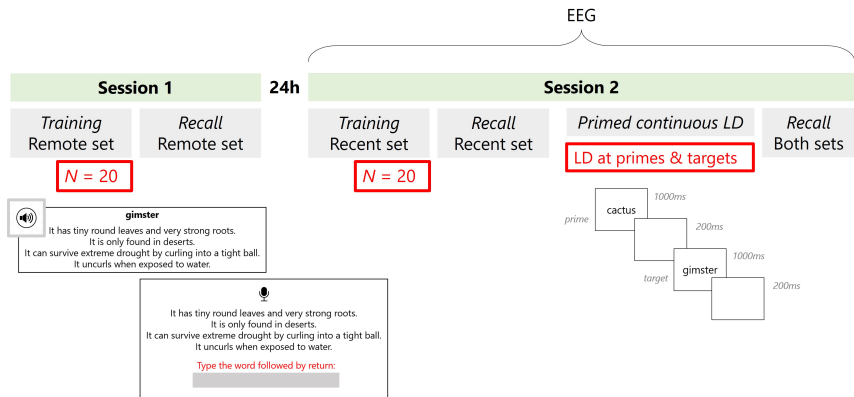 EEG
Session 1
24h
Session 2
Training
Remote set
Recall
Remote set
Training
Recent set
Recall
Recent set
Primed continuous LD
Recall
Both sets
N = 20
N = 20
LD at primes & targets
gimster
It has tiny round leaves and very strong roots.
It is only found in deserts.
It can survive extreme drought by curling into a tight ball.
It uncurls when exposed to water.
It has tiny round leaves and very strong roots.
It is only found in deserts.
It can survive extreme drought by curling into a tight ball.
It uncurls when exposed to water.
Type the word followed by return:
prime
cactus
1000ms
200ms
target
gimster
1000ms
200ms